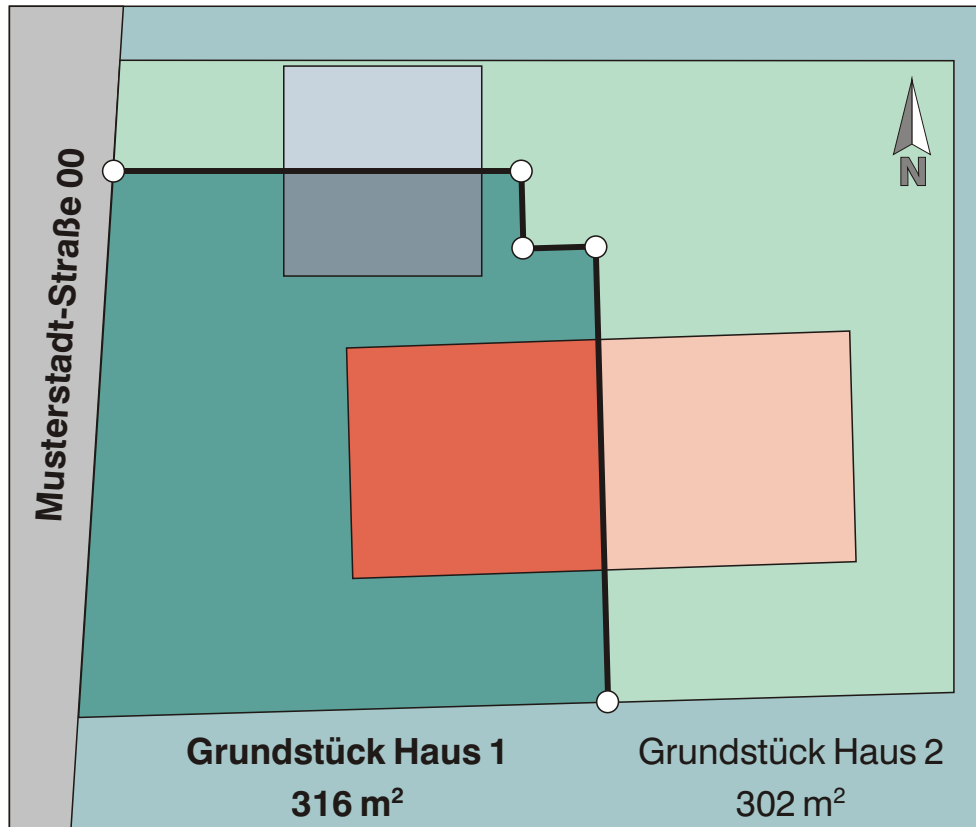 Musterstadt-Straße 00
N
Grundstück Haus 1
316 m²
Grundstück Haus 2
302 m²